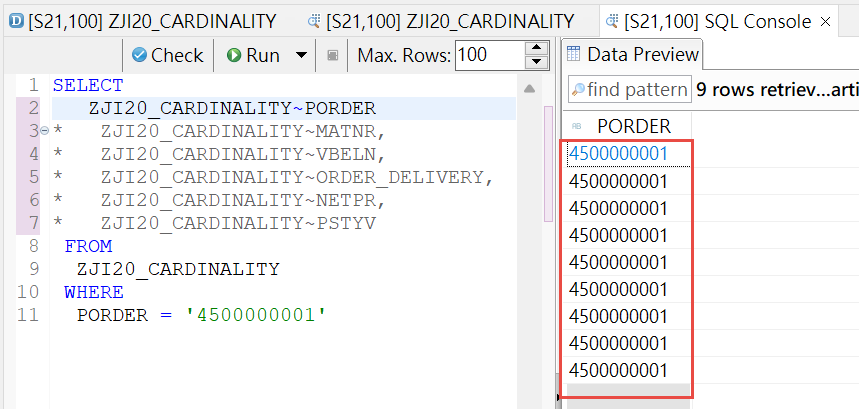 D [S21,100] ZJI20_CARDINALITY [S21,100] ZJI20_CARDINALITY [S21,100] SQL Console
Check Run Max. Rows: 100
1 SELECT
2 ZJI20_CARDINALITY~PORDER
3 * ZJI20_CARDINALITY~MATNR,
4 * ZJI20_CARDINALITY~VBELN,
5 * ZJI20_CARDINALITY~ORDER_DELIVERY,
6 * ZJI20_CARDINALITY~NETPR,
7 * ZJI20_CARDINALITY~PSTYV
8 FROM
9 ZJI20_CARDINALITY
10 WHERE
11 PORDER = '4500000001'
Data Preview
find pattern 9 rows retriev...arti
AB PORDER
4500000001
4500000001
4500000001
4500000001
4500000001
4500000001
4500000001
4500000001
4500000001